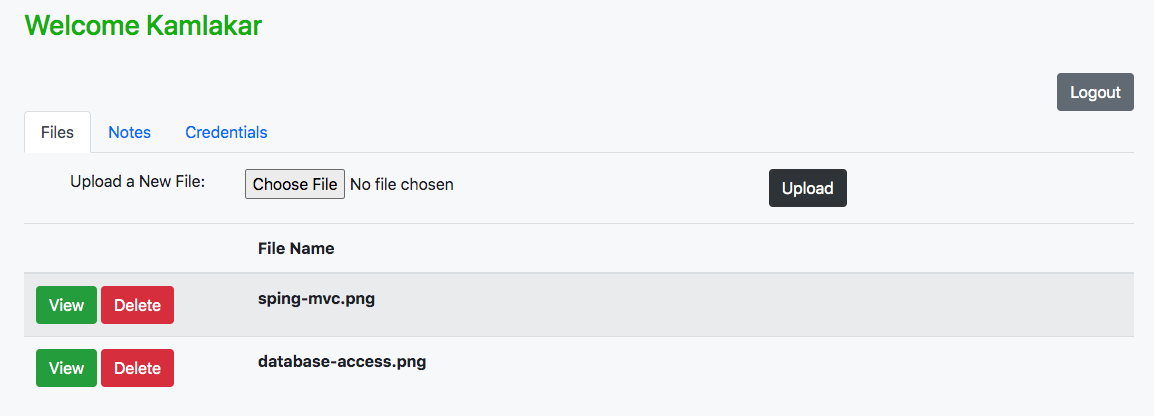 Welcome Kamlakar
Logout
Files Notes Credentials
Upload a New File: Choose File No file chosen Upload
File Name
View Delete sping-mvc.png
View Delete database-access.png